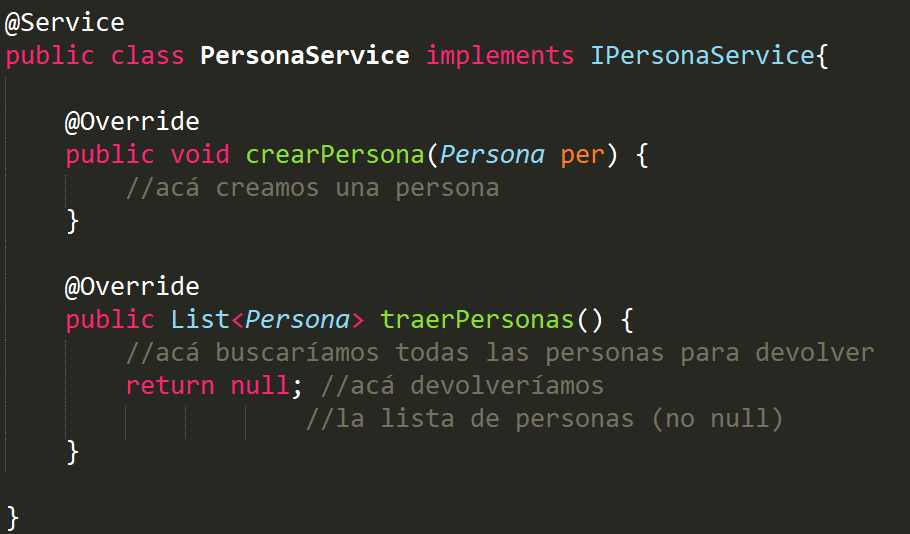 @Service
public class PersonaService implements IPersonaService{
@Override
public void crearPersona(Persona per) {
//acá creamos una persona
}
@Override
public List<Persona> traerPersonas() {
//acá buscaríamos todas las personas para devolver
return null; //acá devolveríamos
//la lista de personas (no null)
}
}